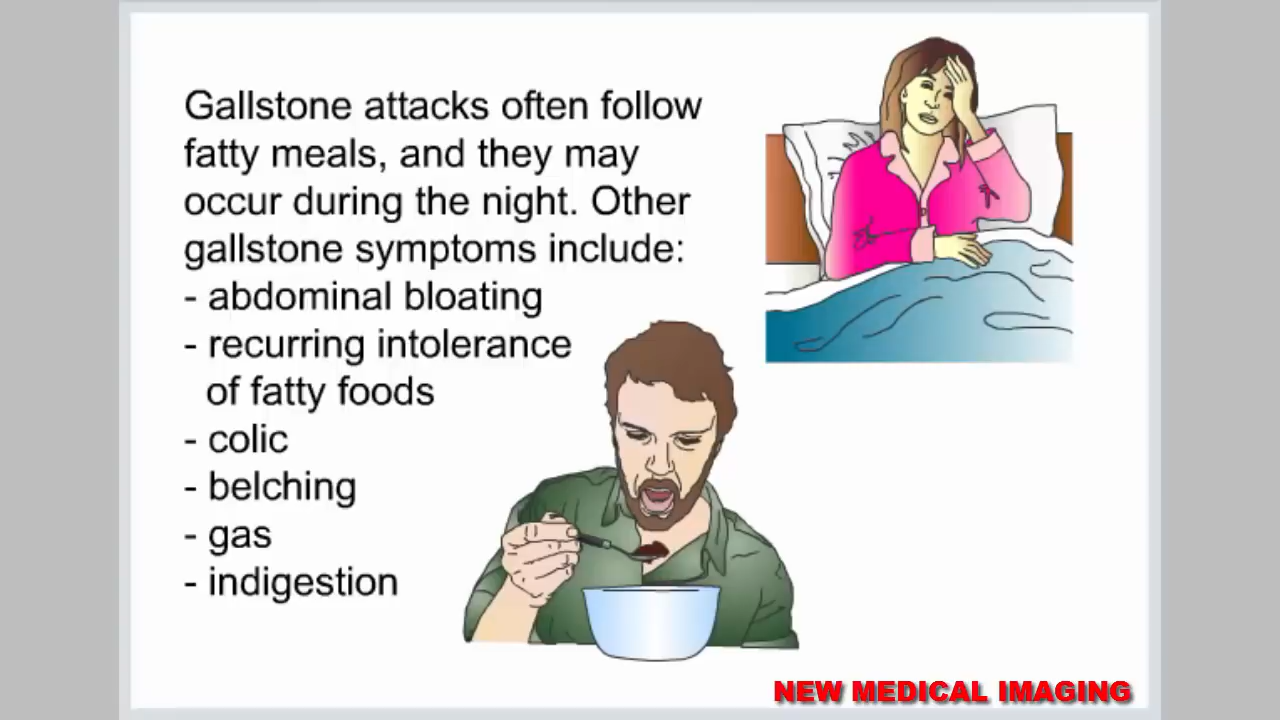 Gallstone attacks often follow
fatty meals, and they may
occur during the night. Other
gallstone symptoms include:
- abdominal bloating
- recurring intolerance
of fatty foods
- colic
- belching
- gas
- indigestion
NEW MEDICAL IMAGING